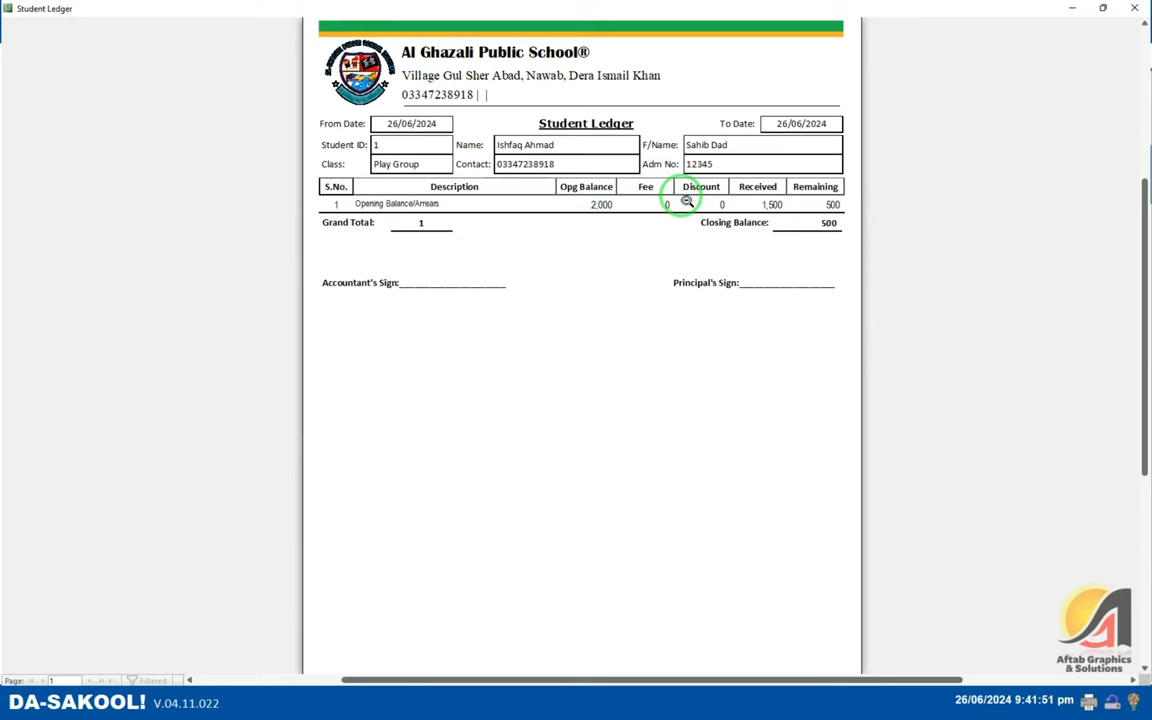 Student Ledger
Al Ghazali Public School®
Village Gul Sher Abad, Nawab, Dera Ismail Khan
03347238918 | |
From Date: 26/06/2024 Student Ledger To Date: 26/06/2024
Student ID: 1 Name: Ishfaq Ahmad F/Name: Sahib Dad
Class: Play Group Contact: 03347238918 Adm No: 12345
S.No. Description Opg Balance Fee Discount Received Remaining
1 Opening Balance/Arrears 2,000 0 0 1,500 500
Grand Total: 1 Closing Balance: 500
Accountant's Sign:____________________ Principal's Sign:__________________
Aftab Graphics
& Solutions
Page: 1 Filtered
DA-SAKOOL! V.04.11.022 26/06/2024 9:41:51 pm